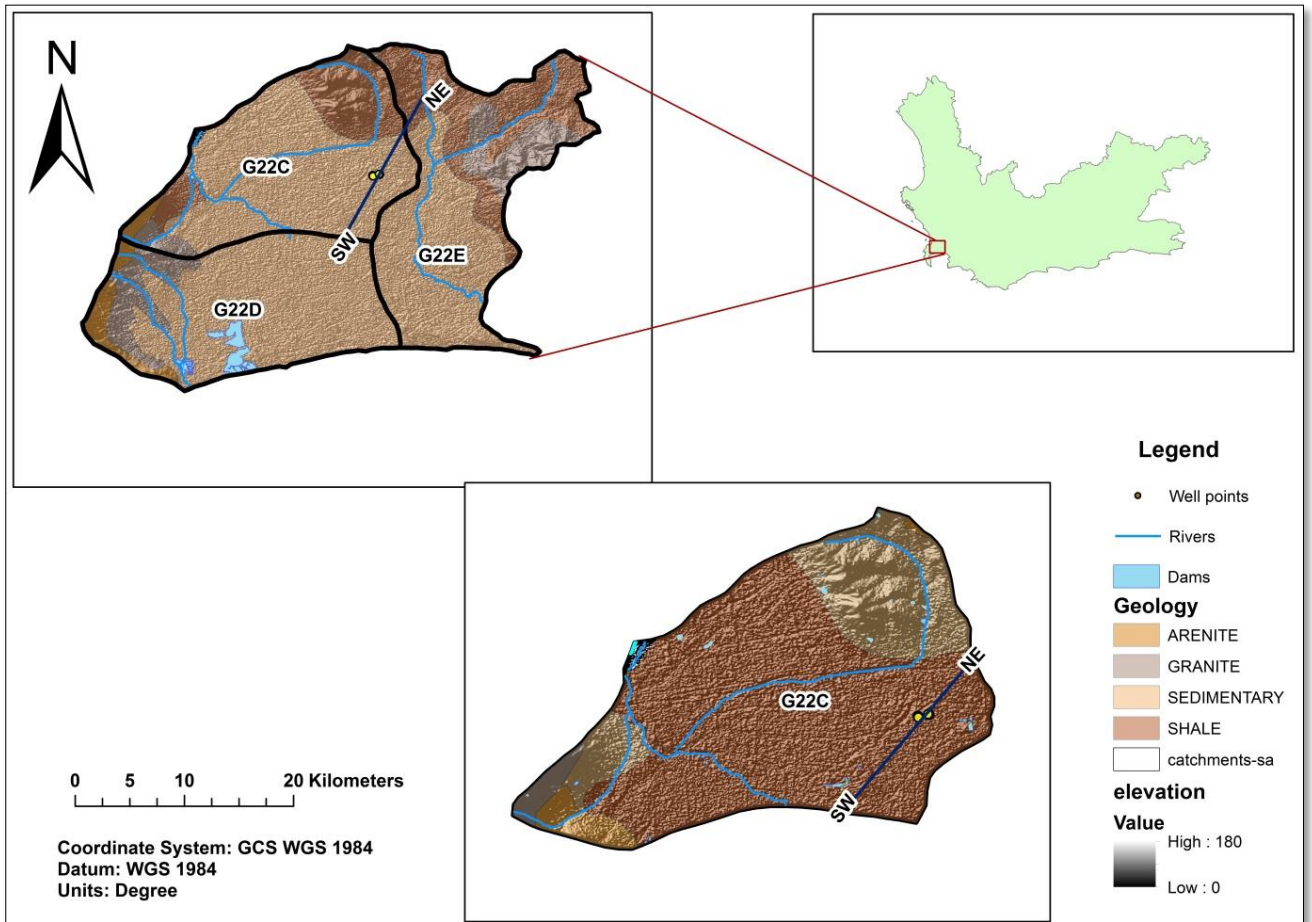 N
NE
G22C
SW
G22E
G22D
Legend
Well points
Rivers
Dams
Geology
ARENITE
GRANITE
SEDIMENTARY
SHALE
catchments-sa
elevation
Value
High : 180
Low : 0
NE
G22C
SW
0 5 10 20 Kilometers
Coordinate System: GCS WGS 1984
Datum: WGS 1984
Units: Degree